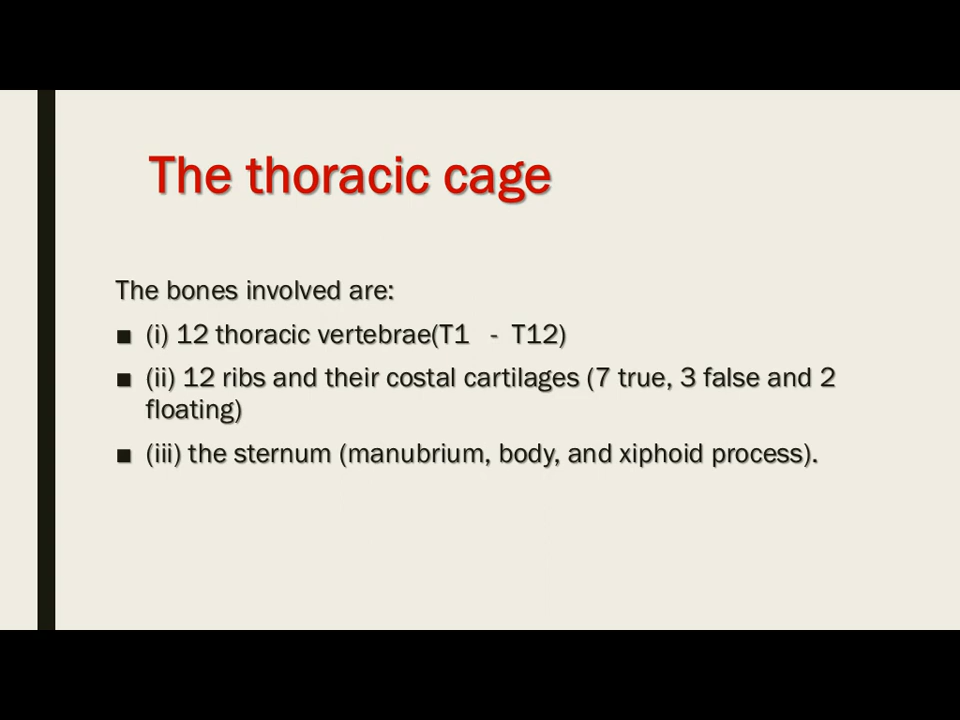 The thoracic cage
The bones involved are:
■ (i) 12 thoracic vertebrae(T1 - T12)
■ (ii) 12 ribs and their costal cartilages (7 true, 3 false and 2
floating)
■ (iii) the sternum (manubrium, body, and xiphoid process).